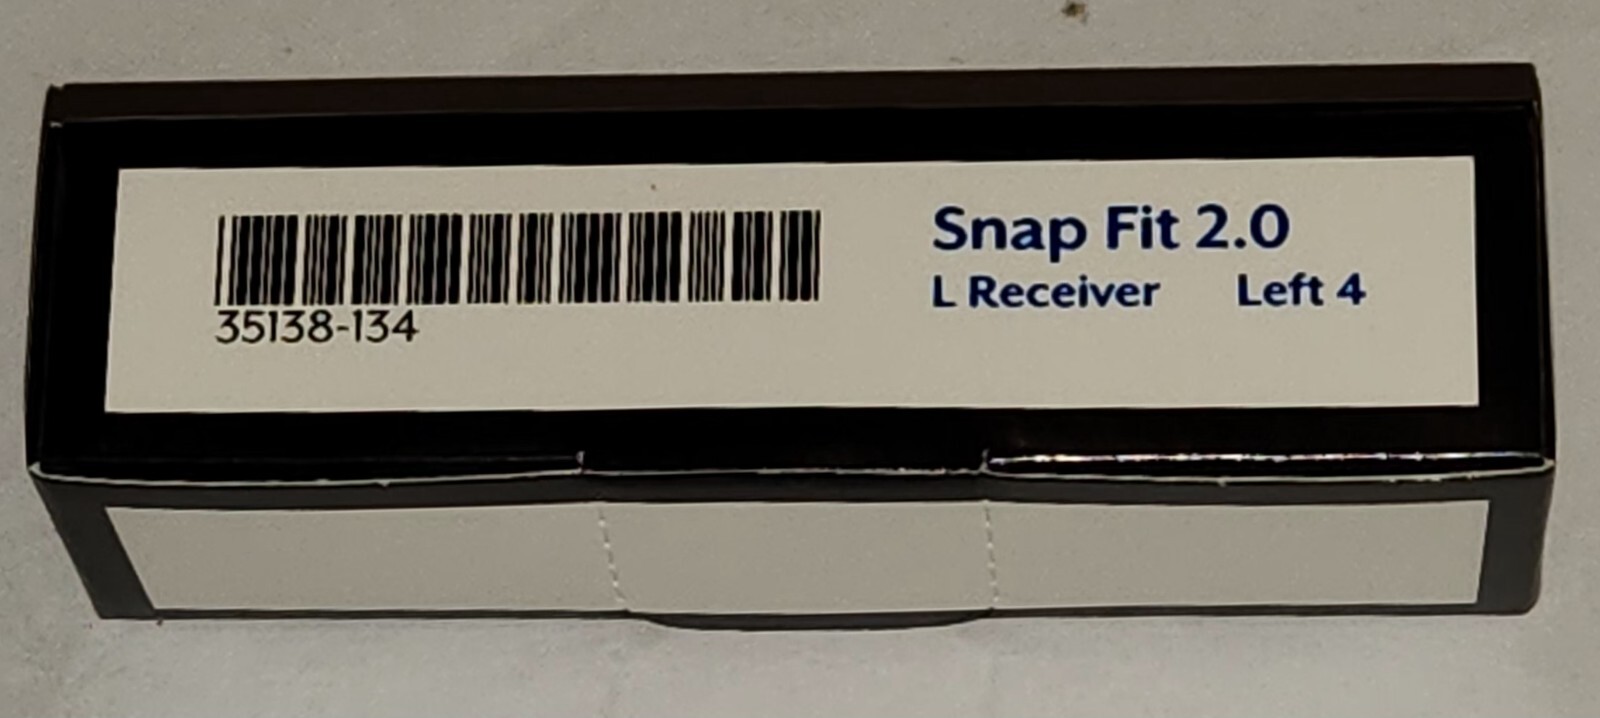 35138-134
Snap Fit 2.0
L Receiver Left 4